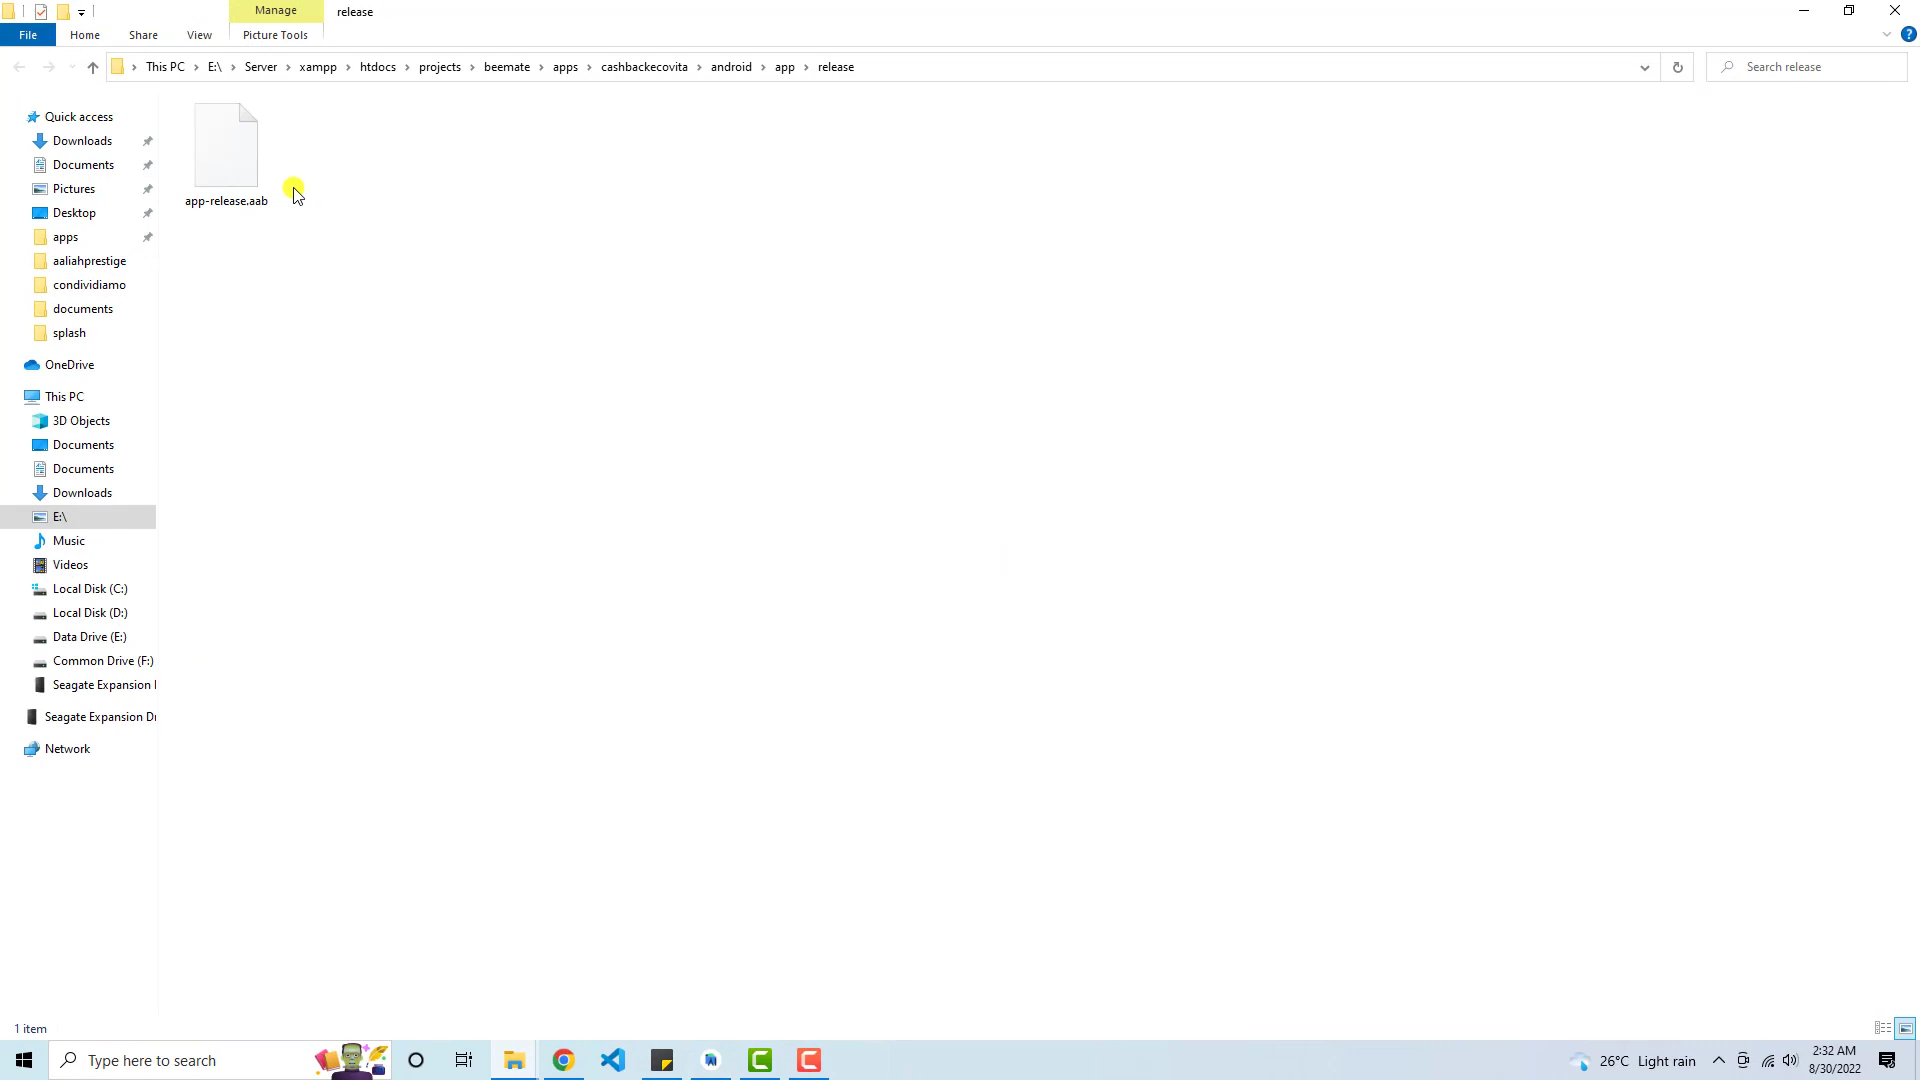 Manage
release
File
Home
Share
View
Picture Tools
This PC
E:\
Server
xampp
htdocs
projects
beemate
apps
cashbackecovita
android
app
release
Search release
Quick access
Downloads
Documents
Pictures
Desktop
apps
aaliahprestige
condividiamo
documents
splash
OneDrive
This PC
3D Objects
Documents
Documents
Downloads
E:\
Music
Videos
Local Disk (C:)
Local Disk (D:)
Data Drive (E:)
Common Drive (F:)
Seagate Expansion
Seagate Expansion Dr
Network
app-release.aab
1 item
Type here to search
26°C Light rain
2:32 AM
8/30/2022